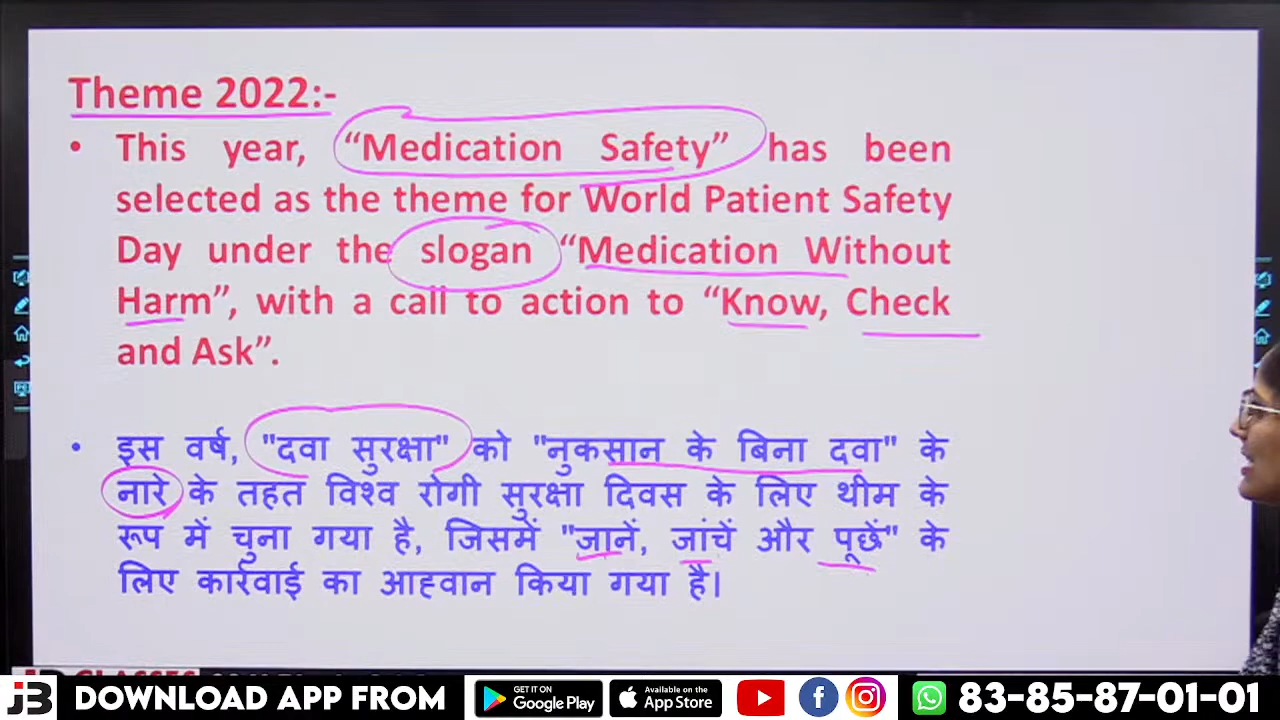 Theme 2022:-
• This year, “Medication Safety” has been
selected as the theme for World Patient Safety
Day under the slogan “Medication Without
Harm”, with a call to action to “Know, Check
and Ask”.
• इस वर्ष, "दवा सुरक्षा" को "नुकसान के बिना दवा" के
नारे के तहत विश्व रोगी सुरक्षा दिवस के लिए थीम के
रूप में चुना गया है, जिसमें "जानें, जांचें और पूछें" के
लिए कार्रवाई का आह्वान किया गया है।
JB DOWNLOAD APP FROM GET IT ON Google Play Available on the App Store 83-85-87-01-01